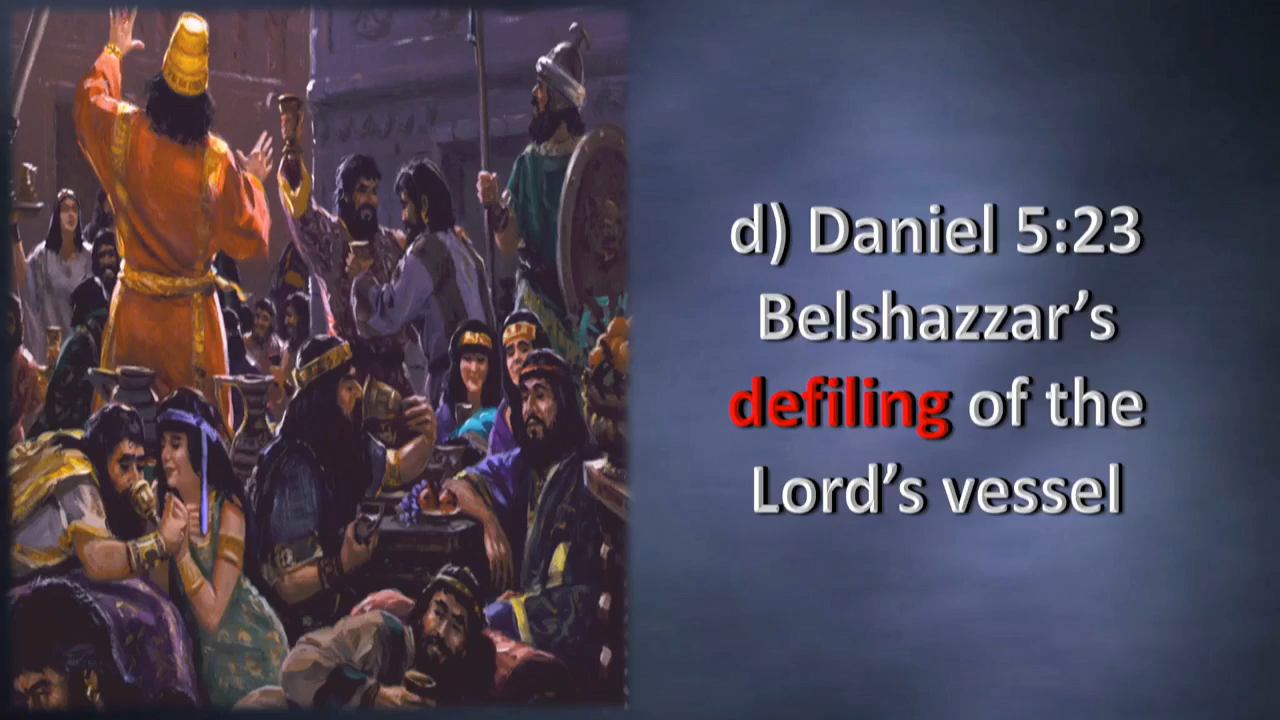 d) Daniel 5:23
Belshazzar’s
defiling of the
Lord’s vessel